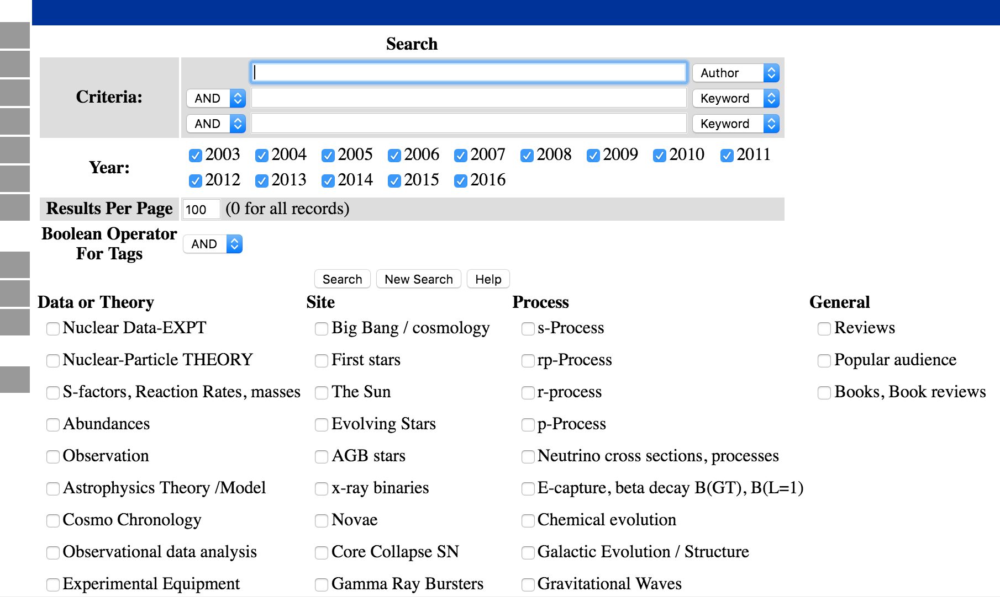 Search
Author
Criteria:
AND
Keyword
AND
Keyword
Year:
2003 2004 2005 2006 2007 2008 2009 2010 2011
2012 2013 2014 2015 2016
Results Per Page 100 (0 for all records)
Boolean Operator
For Tags
AND
Search New Search Help
Data or Theory Site Process General
Nuclear Data-EXPT Big Bang / cosmology s-Process Reviews
Nuclear-Particle THEORY First stars rp-Process Popular audience
S-factors, Reaction Rates, masses The Sun r-process Books, Book reviews
Abundances Evolving Stars p-Process
Observation AGB stars Neutrino cross sections, processes
Astrophysics Theory /Model x-ray binaries E-capture, beta decay B(GT), B(L=1)
Cosmo Chronology Novae Chemical evolution
Observational data analysis Core Collapse SN Galactic Evolution / Structure
Experimental Equipment Gamma Ray Bursters Gravitational Waves